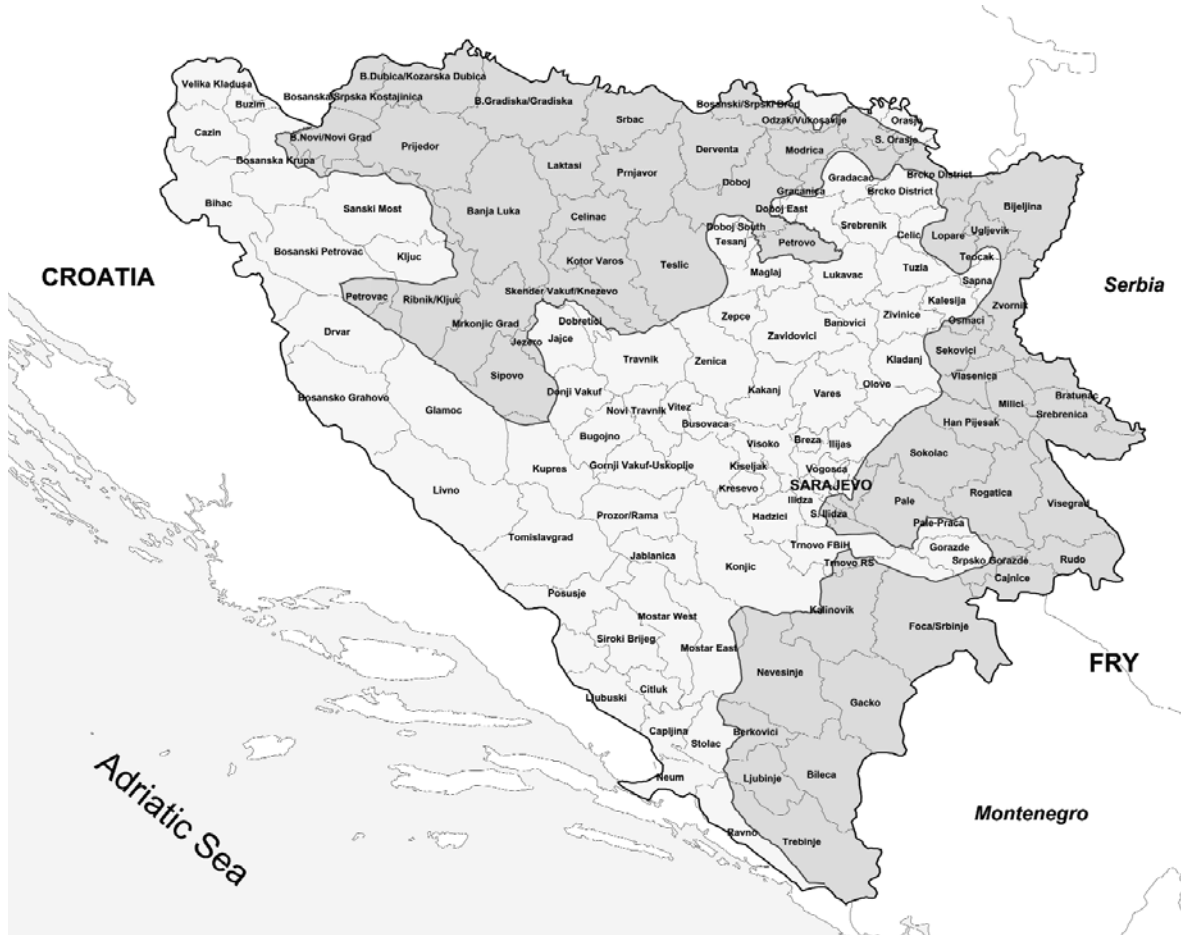 Velika Kladusa
Buzim
Cazin
Bosanska Krupa
Bihac
B.Dubica/Kozarska Dubica
Bosanska/Srpska Kostajinica
B.Gradiska/Gradiska
B.Novi/Novi Grad
Prijedor
Srbac
Bosanski/Srpski Brod
Odzak/Vukosavlje
Orasje
S. Orasje
Derventa
Modrica
Laktasi
Prnjavor
Doboj
Gracanica
Gradacao
Brcko District
Brcko District
Doboj East
Sanski Most
Banja Luka
Celinac
Doboj South
Tesanj
Petrovo
Srebrenik
Celic
Lopare
Ugljevik
Bijeljina
Bosanski Petrovac
Kljuc
Kotor Varos
Teslic
Maglaj
Lukavac
Tuzla
Teocak
Sapna
CROATIA
Serbia
Petrovac
Ribnik/Kljuc
Skender Vakuf/Knezevo
Kalesija
Zvornik
Drvar
Mrkonjic Grad
Jezero
Dobretici
Jajce
Zepce
Zavidovici
Banovici
Zivinice
Osmaci
Sipovo
Travnik
Zenica
Kladanj
Sekovici
Vlasenica
Bosansko Grahovo
Glamoc
Donji Vakuf
Kakanj
Vares
Olovo
Milici
Bratunac
Srebrenica
Novi Travnik
Vitez
Busovaca
Han Pijesak
Bugojno
Visoko
Breza
Ilijas
Sokolac
Kupres
Gornji Vakuf-Uskoplje
Kiseljak
Vogosca
SARAJEVO
Livno
Kresevo
Ilidza
Pale
Rogatica
Visegrad
Prozor/Rama
Hadzici
S. Ilidza
Pale-Praca
Tomislavgrad
Jablanica
Konjic
Trnovo FBiH
Trnovo RS
Gorazde
Srpsko Gorazde
Rudo
Cajnice
Posusje
Mostar West
Kalinovik
Foca/Srbinje
Siroki Brijeg
Mostar East
FRY
Nevesinje
Ljubuski
Citluk
Gacko
Capljina
Stolac
Berkovici
Neum
Ljubinje
Bileca
Adriatic Sea
Montenegro
Ravno
Trebinje